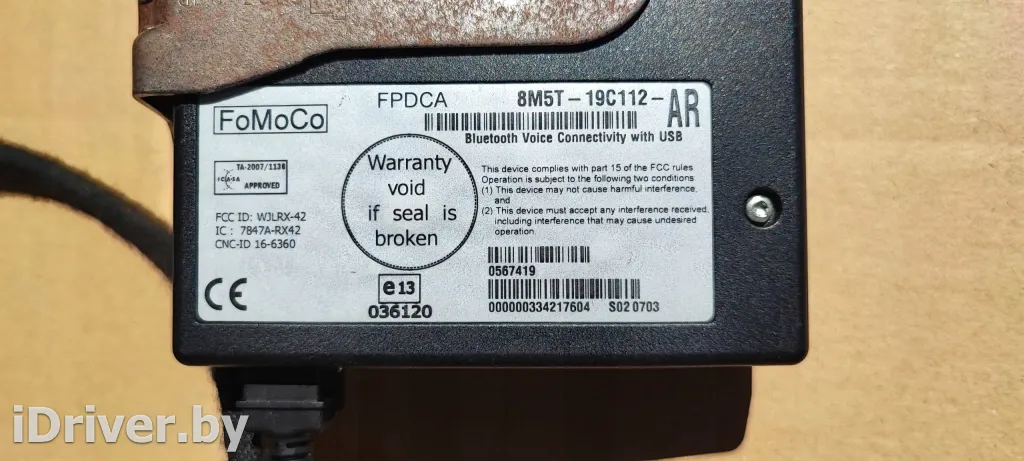 FoMoCo
FPDCA
8M5T-19C112-AR
Bluetooth Voice Connectivity with USB
TA-2007/1138
ICASA
APPROVED
Warranty
void
if seal is
broken
This device complies with part 15 of the FCC rules
Operation is subject to the following two conditions
(1) This device may not cause harmful interference,
and
(2) This device must accept any interference received,
including interference that may cause undesired
operation.
FCC ID: WJLRX-42
IC : 7847A-RX42
CNC-ID 16-6360
CE
e13
036120
0567419
000000334217604 S02 0703
iDriver.by